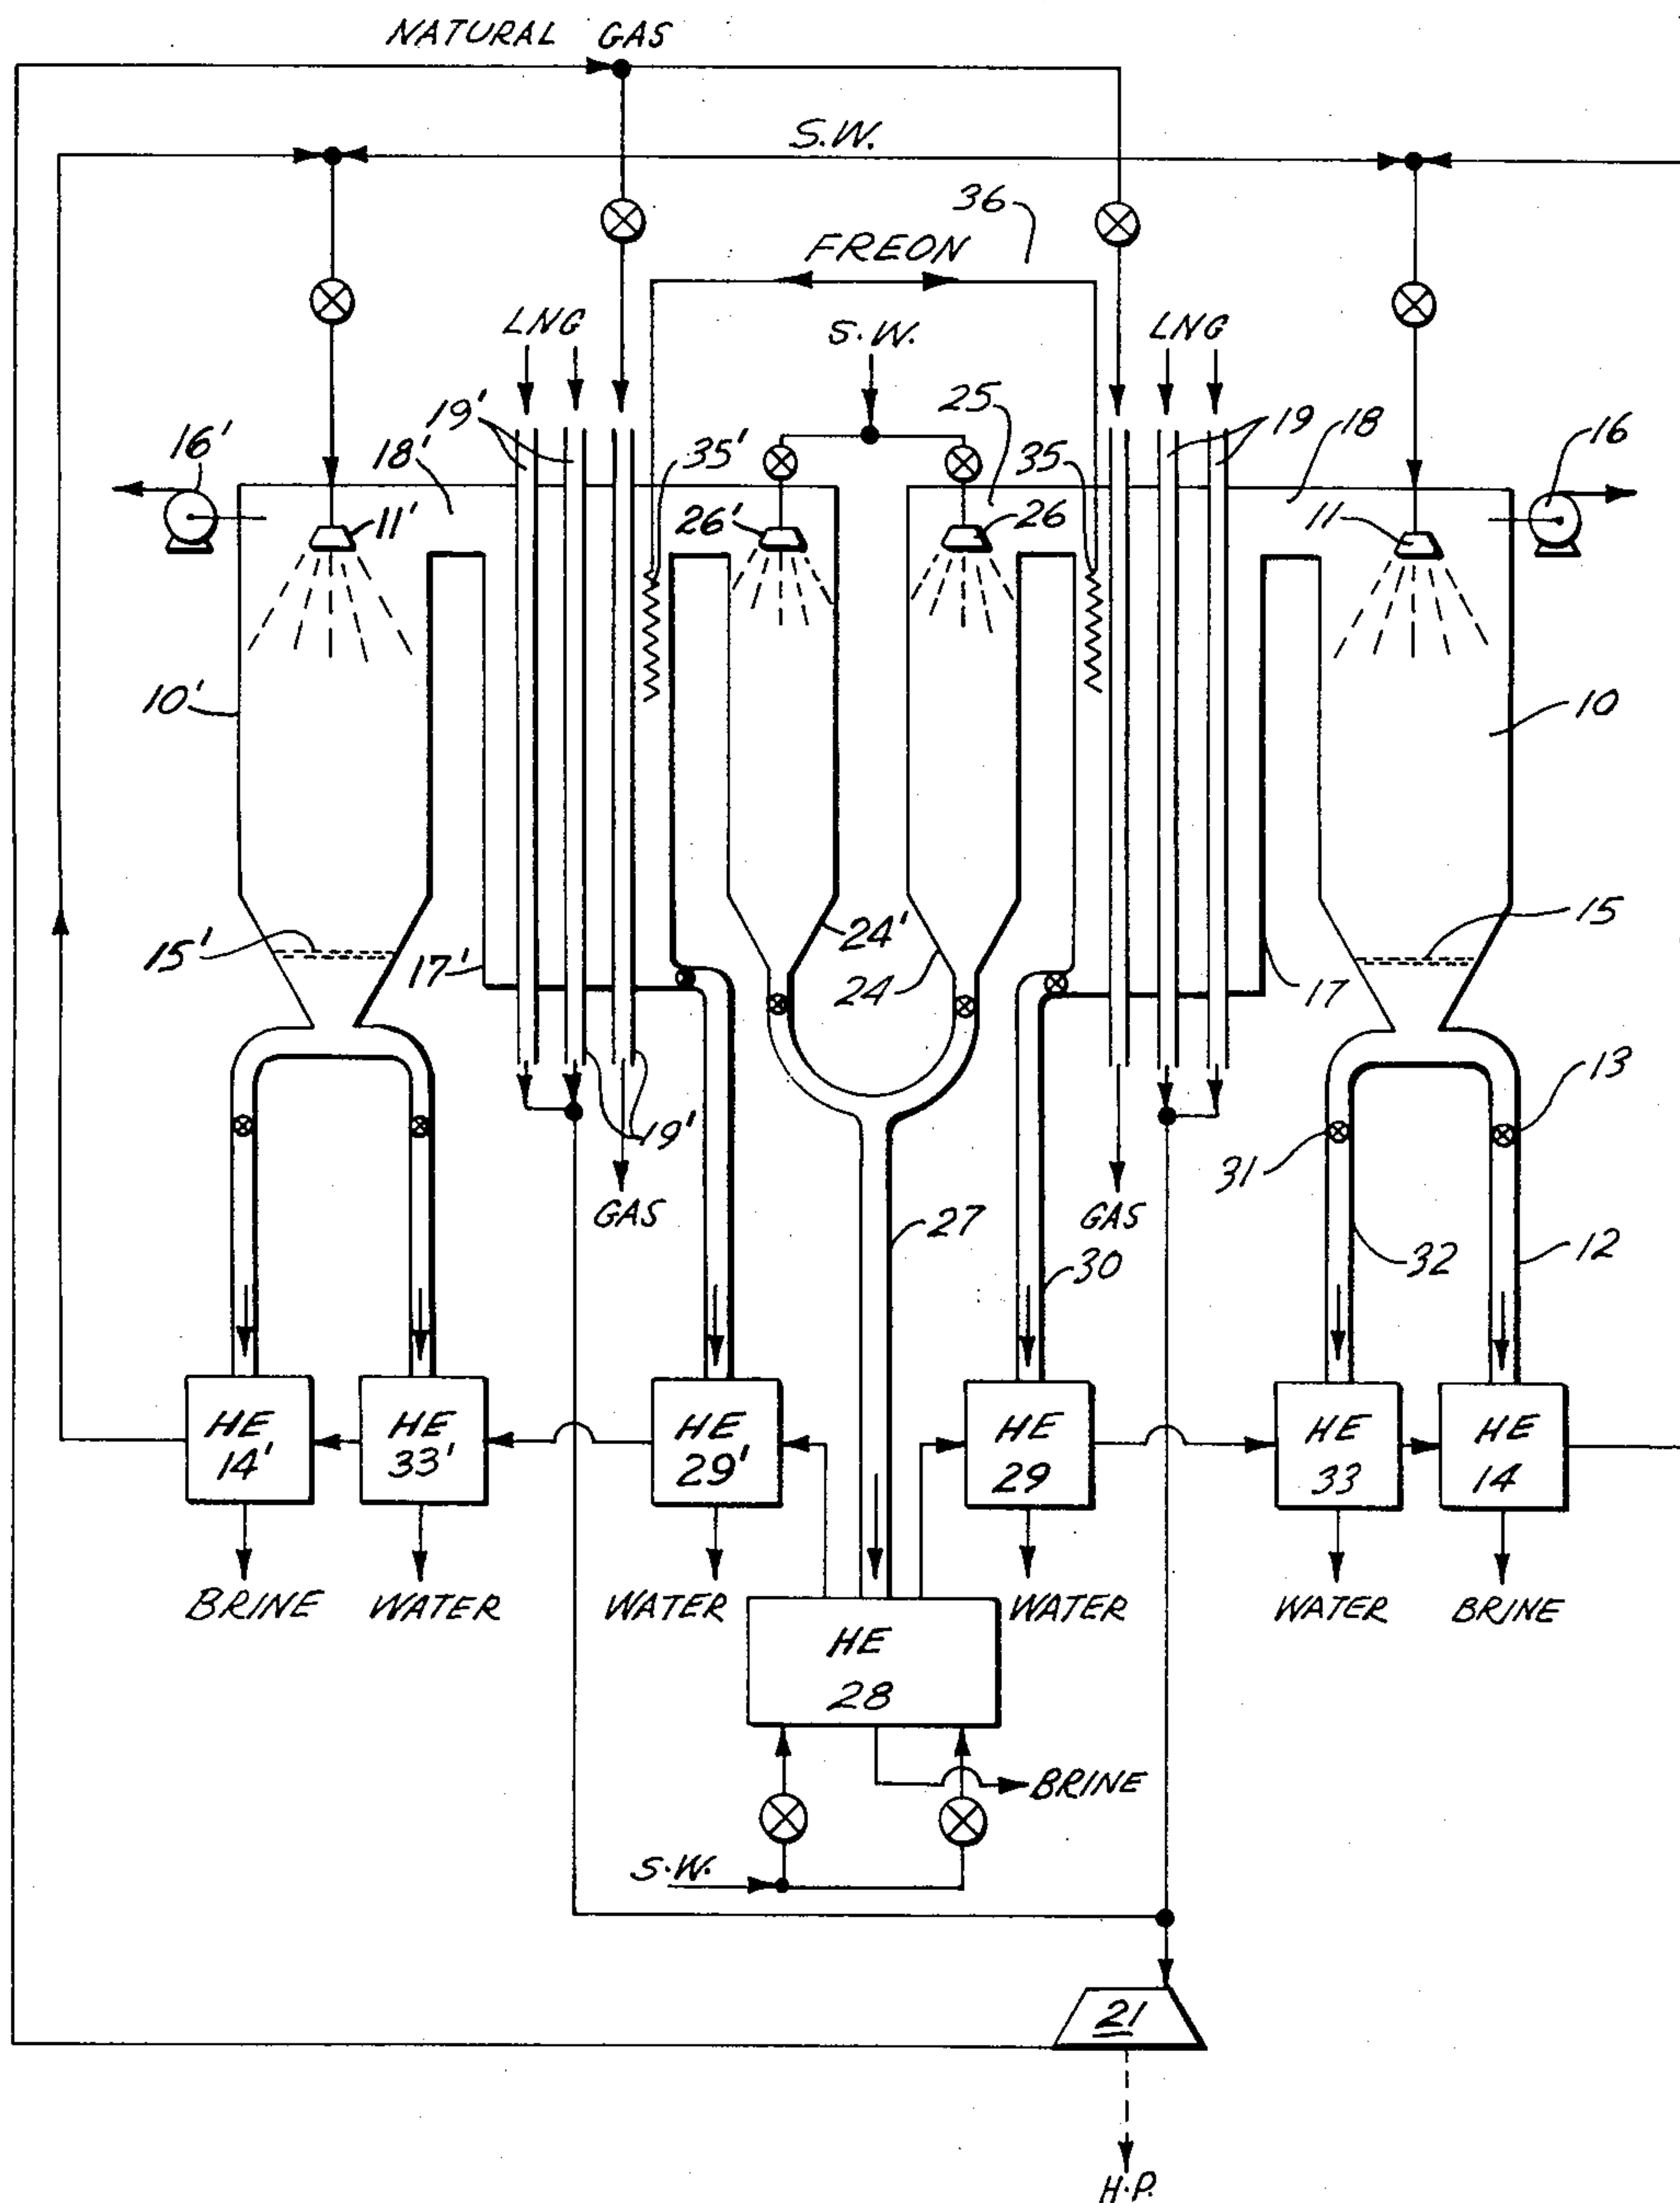 NATURAL GAS
S.W.
36
FREON
LNG
S.W.
LNG
16'
18'
19'
35'
25
35
19
18
16
11'
26'
26
11
10'
10
15'
17'
24'
24
17
15
19'
13
31
GAS
27
GAS
30
32
12
HE 14'
HE 33'
HE 29'
HE 29
HE 33
HE 14
BRINE
WATER
WATER
WATER
WATER
BRINE
HE 28
BRINE
S.W.
21
H.P.